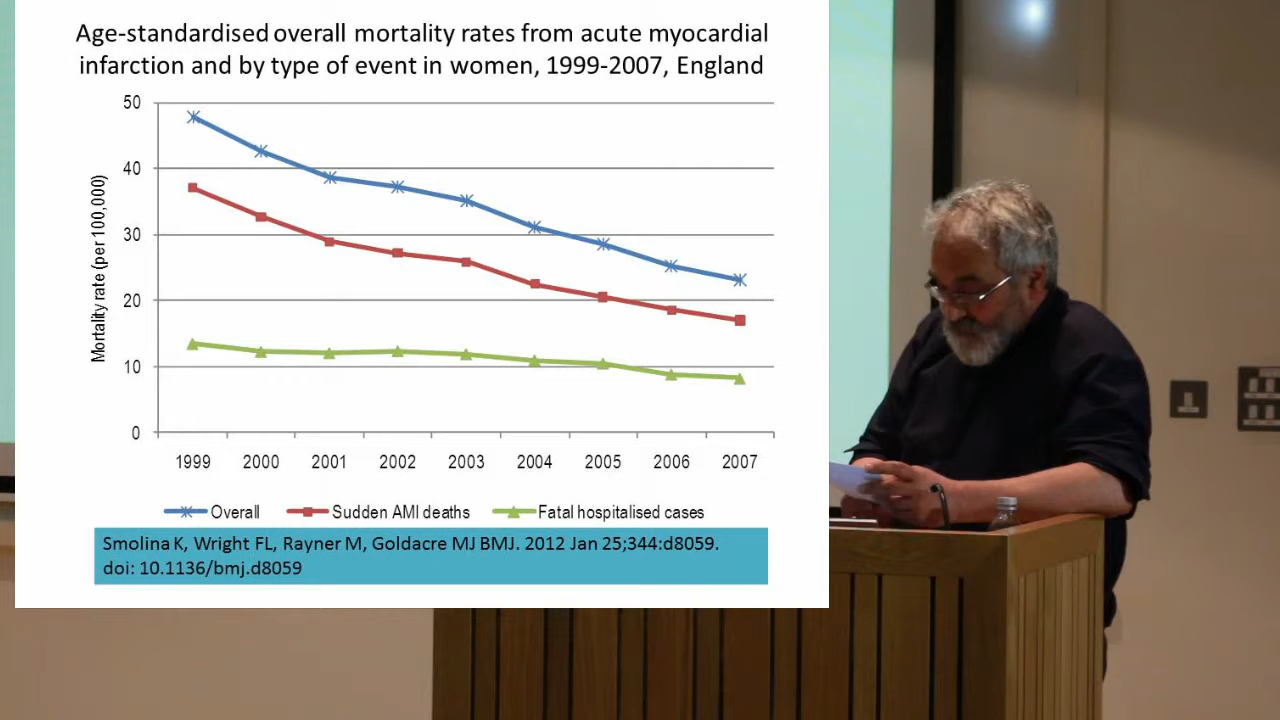 Age-standardised overall mortality rates from acute myocardial
infarction and by type of event in women, 1999-2007, England
Mortality rate (per 100,000)
50
40
30
20
10
0
1999 2000 2001 2002 2003 2004 2005 2006 2007
Overall Sudden AMI deaths Fatal hospitalised cases
Smolina K, Wright FL, Rayner M, Goldacre MJ BMJ. 2012 Jan 25;344:d8059.
doi: 10.1136/bmj.d8059